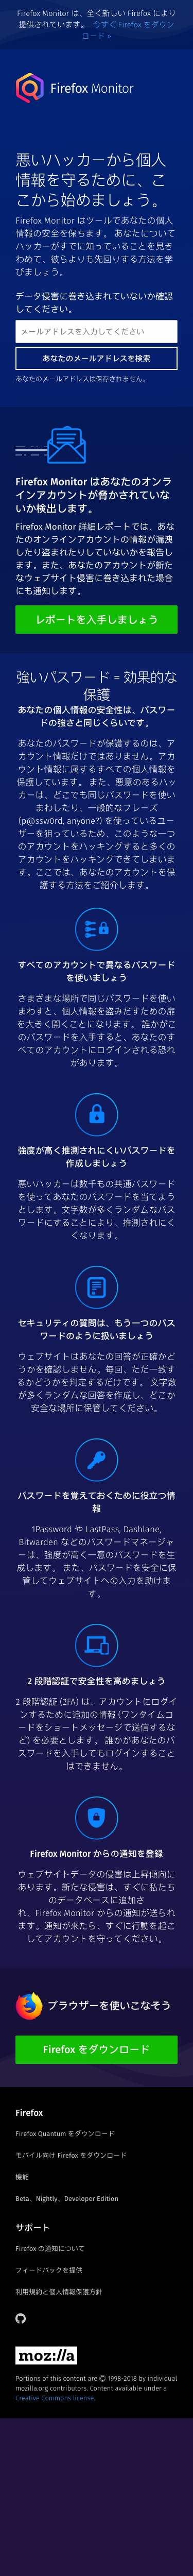 Firefox Monitor は、全く新しい Firefox により
提供されています。 今すぐ Firefox をダウン
ロード »
Firefox Monitor
悪いハッカーから個人
情報を守るために、こ
こから始めましょう。
Firefox Monitor はツールであなたの個人
情報の安全を保ちます。 あなたについて
ハッカーがすでに知っていることを見き
わめて、彼らよりも先回りする方法を学
びましょう。
データ侵害に巻き込まれていないか確認
してください。
メールアドレスを入力してください
あなたのメールアドレスを検索
あなたのメールアドレスは保存されません。
Firefox Monitor はあなたのオンラ
インアカウントが脅かされていな
いか検出します。
Firefox Monitor 詳細レポートでは、あな
たのオンラインアカウントの情報が漏洩
したり盗まれたりしていないかを報告し
ます。また、あなたのアカウントが新た
なウェブサイト侵害に巻き込まれた場合
にも通知します。
レポートを入手しましょう
強いパスワード = 効果的な
保護
あなたの個人情報の安全性は、パスワー
ドの強さと同じくらいです。
あなたのパスワードが保護するのは、ア
カウント情報だけではありません。アカ
ウント情報に属するすべての個人情報を
保護しています。 また、悪意のあるハッ
カーは、どこでも同じパスワードを使い
まわしたり、一般的なフレーズ
(p@ssw0rd, anyone?) を使っているユー
ザーを狙っているため、このような一つ
のアカウントをハッキングすると多くの
アカウントをハッキングできてしまいま
す。ここでは、あなたのアカウントを保
護する方法をご紹介します。
すべてのアカウントで異なるパスワード
を使いましょう
さまざまな場所で同じパスワードを使い
まわすと、個人情報を盗みだすための扉
を大きく開くことになります。 誰かがこ
のパスワードを入手すると、あなたのす
べてのアカウントにログインされる恐れ
があります。
強度が高く推測されにくいパスワードを
作成しましょう
悪いハッカーは数千もの共通パスワード
を使ってあなたのパスワードを当てよう
とします。文字数が多くランダムなパス
ワードにすることにより、推測されにく
くなります。
セキュリティの質問は、もう一つのパス
ワードのように扱いましょう
ウェブサイトはあなたの回答が正確かど
うかを確認しません。毎回、ただ一致す
るかどうかを判定するだけです。 文字数
が多くランダムな回答を作成し、どこか
安全な場所に保管してください。
パスワードを覚えておくために役立つ情
報
1Password や LastPass, Dashlane,
Bitwarden などのパスワードマネージャ
ーは、強度が高く一意のパスワードを生
成します。 また、パスワードを安全に保
管してウェブサイトへの入力を助けま
す。
2 段階認証で安全性を高めましょう
2 段階認証 (2FA) は、アカウントにログイ
ンするために追加の情報 (ワンタイムコ
ードをショートメッセージで送信するな
ど) を必要とします。 誰かがあなたのパ
スワードを入手してもログインすること
はできません。
Firefox Monitor からの通知を登録
ウェブサイトデータの侵害は上昇傾向に
あります。新たな侵害は、すぐに私たち
のデータベースに追加さ
れ、Firefox Monitor からの通知が送られ
ます。通知が来たら、すぐに行動を起こ
してアカウントを守ってください。
ブラウザーを使いこなそう
Firefox をダウンロード
Firefox
Firefox Quantum をダウンロード
モバイル向け Firefox をダウンロード
機能
Beta、Nightly、Developer Edition
サポート
Firefox の通知について
フィードバックを提供
利用規約と個人情報保護方針
moz://a
Portions of this content are © 1998-2018 by individual
mozilla.org contributors. Content available under a
Creative Commons license.